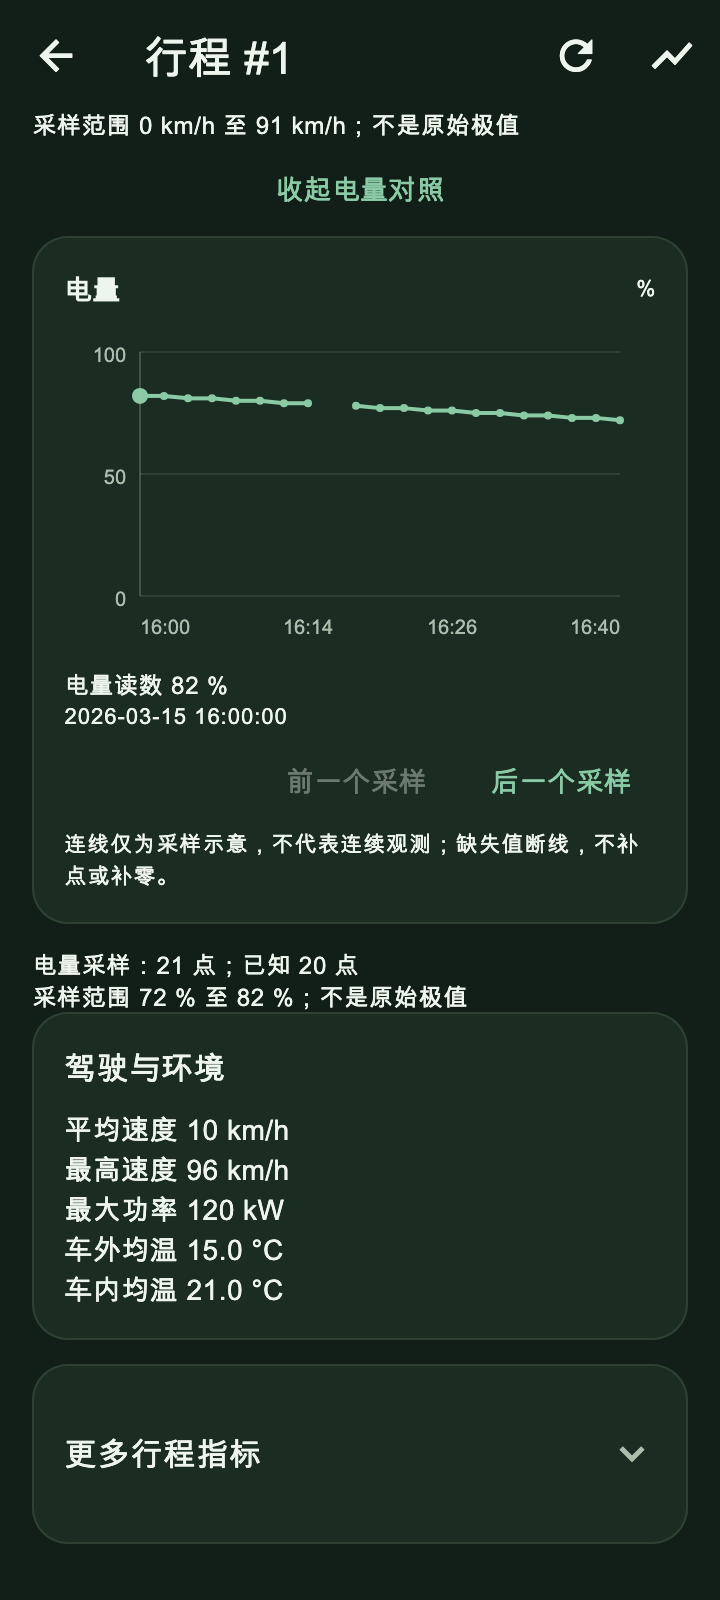 行程 #1
采样范围 0 km/h 至 91 km/h；不是原始极值
收起电量对照
电量
%
100
50
0
16:00
16:14
16:26
16:40
电量读数 82 %
2026-03-15 16:00:00
前一个采样
后一个采样
连线仅为采样示意，不代表连续观测；缺失值断线，不补
点或补零。
电量采样：21 点；已知 20 点
采样范围 72 % 至 82 %；不是原始极值
驾驶与环境
平均速度 10 km/h
最高速度 96 km/h
最大功率 120 kW
车外均温 15.0 °C
车内均温 21.0 °C
更多行程指标